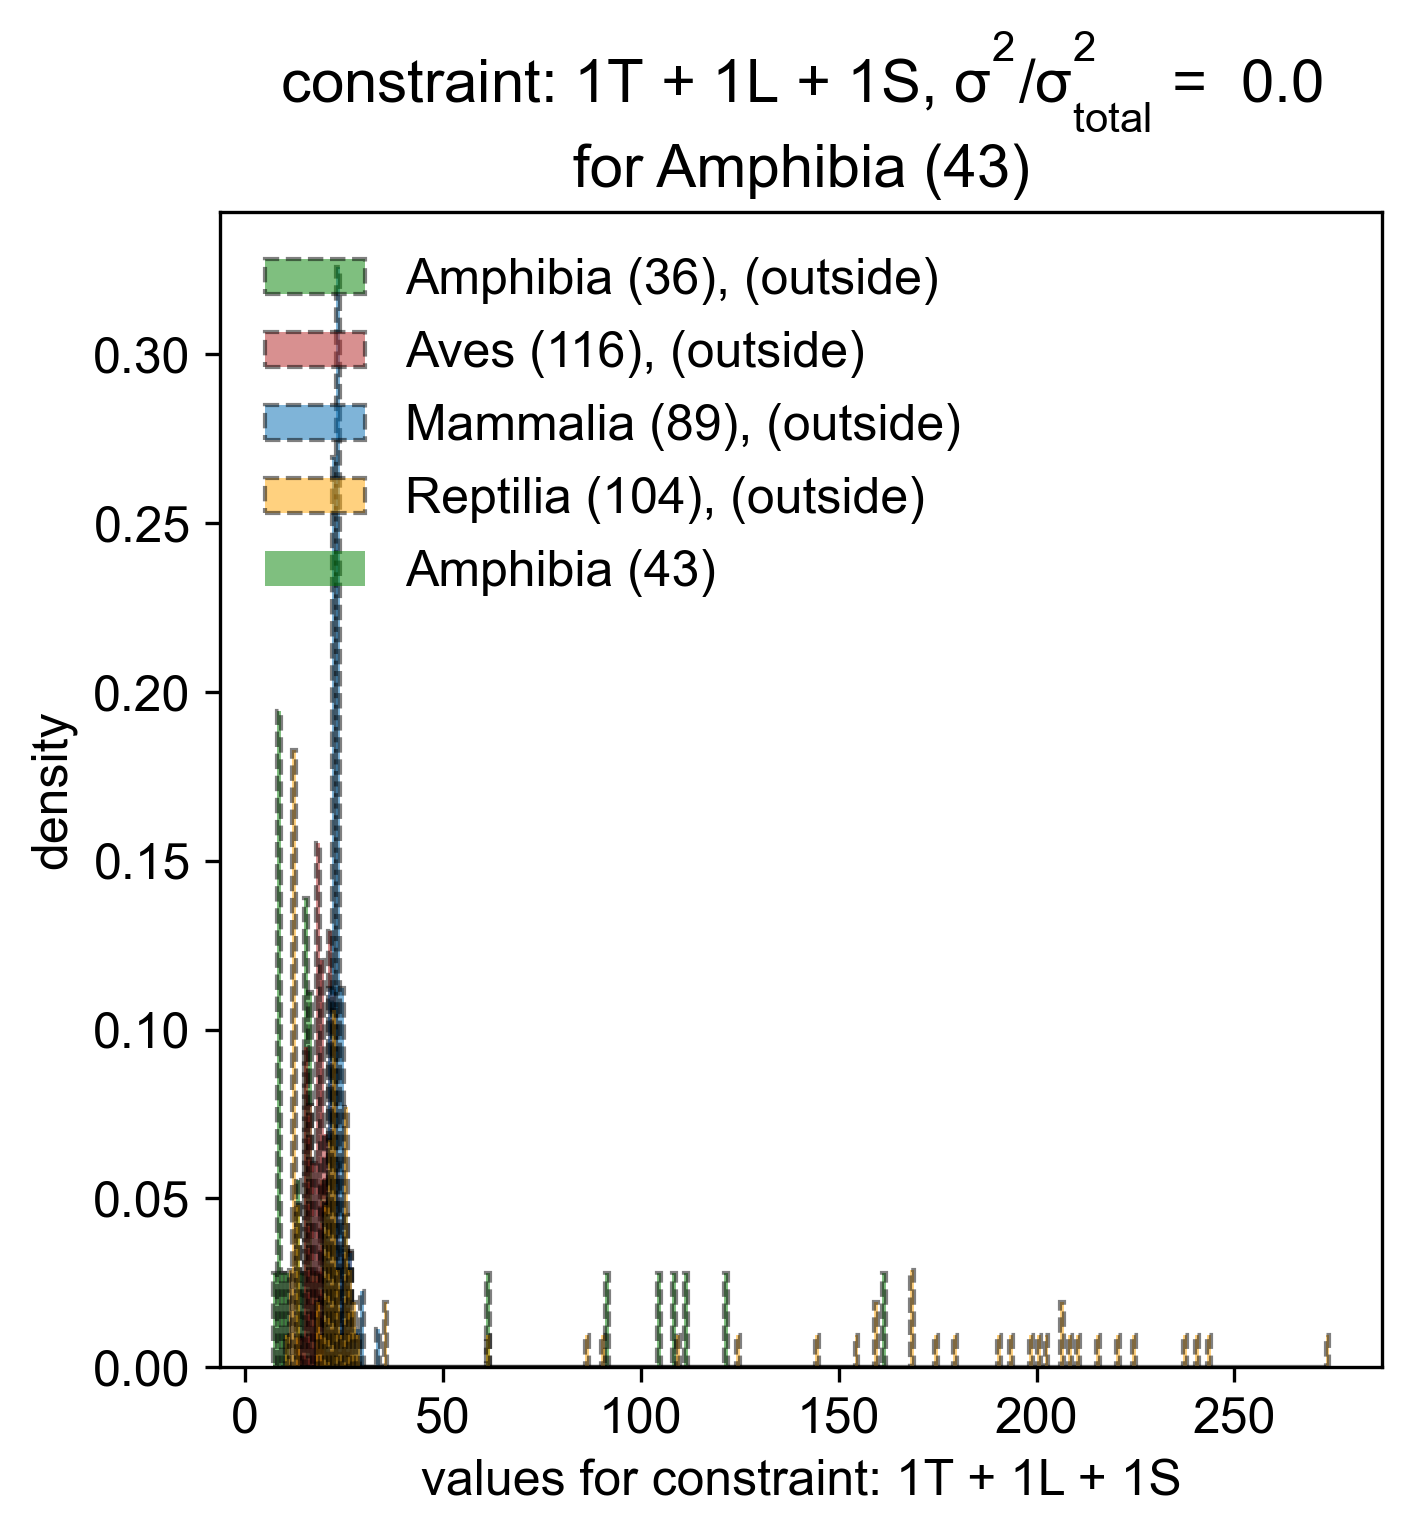 constraint: 1T + 1L + 1S, σ²/σ²total = 0.0
for Amphibia (43)
Amphibia (36), (outside)
Aves (116), (outside)
Mammalia (89), (outside)
Reptilia (104), (outside)
Amphibia (43)
density
0.30
0.25
0.20
0.15
0.10
0.05
0.00
0 50 100 150 200 250
values for constraint: 1T + 1L + 1S